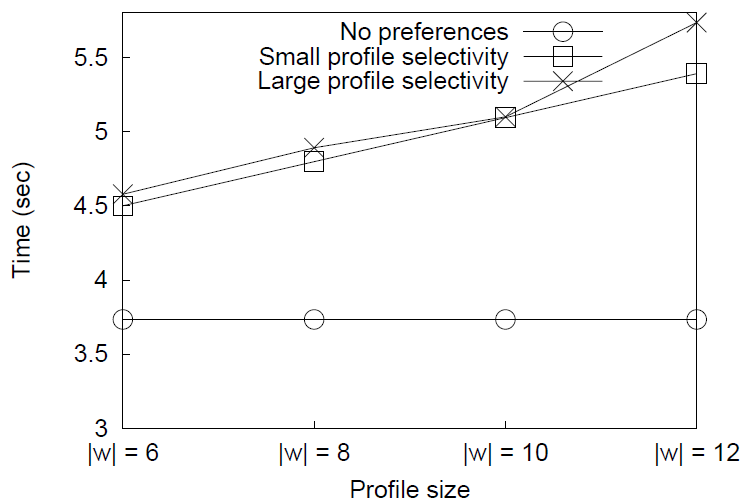 No preferences
Small profile selectivity
Large profile selectivity
5.5
5
4.5
4
3.5
3
Time (sec)
|w| = 6
|w| = 8
|w| = 10
|w| = 12
Profile size